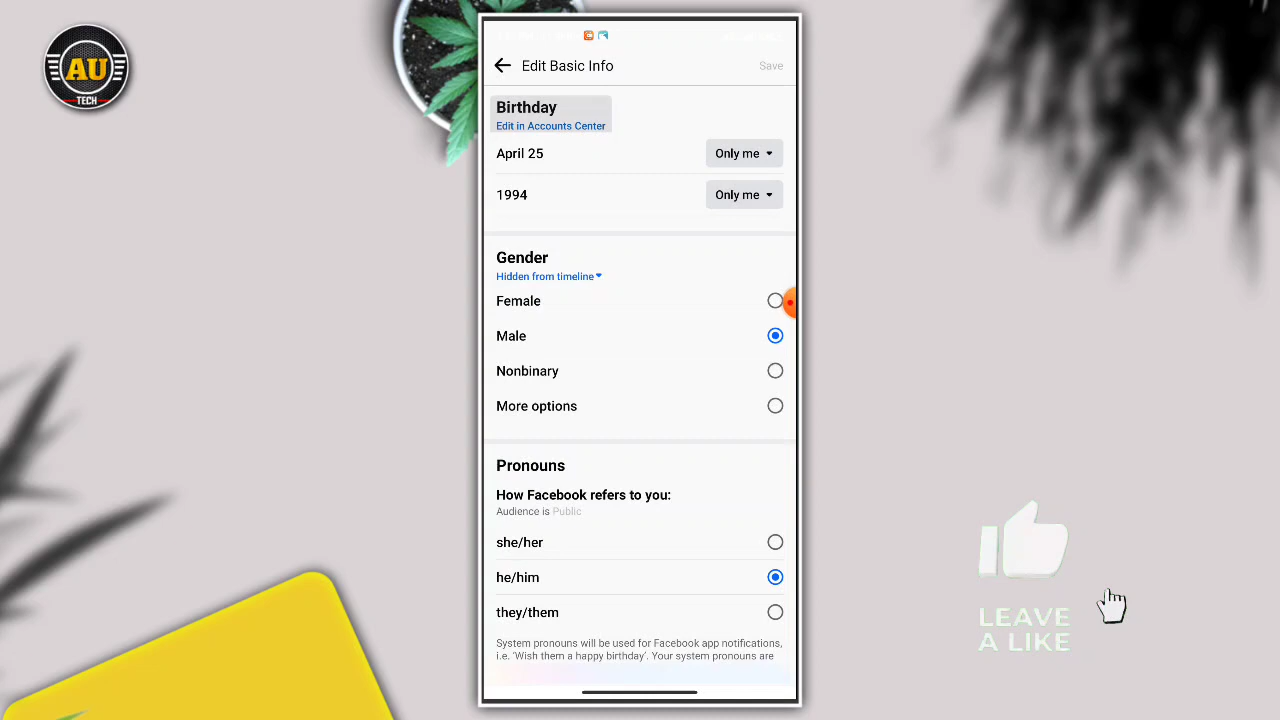 AU
TECH
Edit Basic Info
Save
Birthday
Edit in Accounts Center
April 25
Only me
1994
Only me
Gender
Hidden from timeline
Female
Male
Nonbinary
More options
Pronouns
How Facebook refers to you:
Audience is Public
she/her
he/him
they/them
System pronouns will be used for Facebook app notifications,
i.e. 'Wish them a happy birthday'. Your system pronouns are
LEAVE
A LIKE